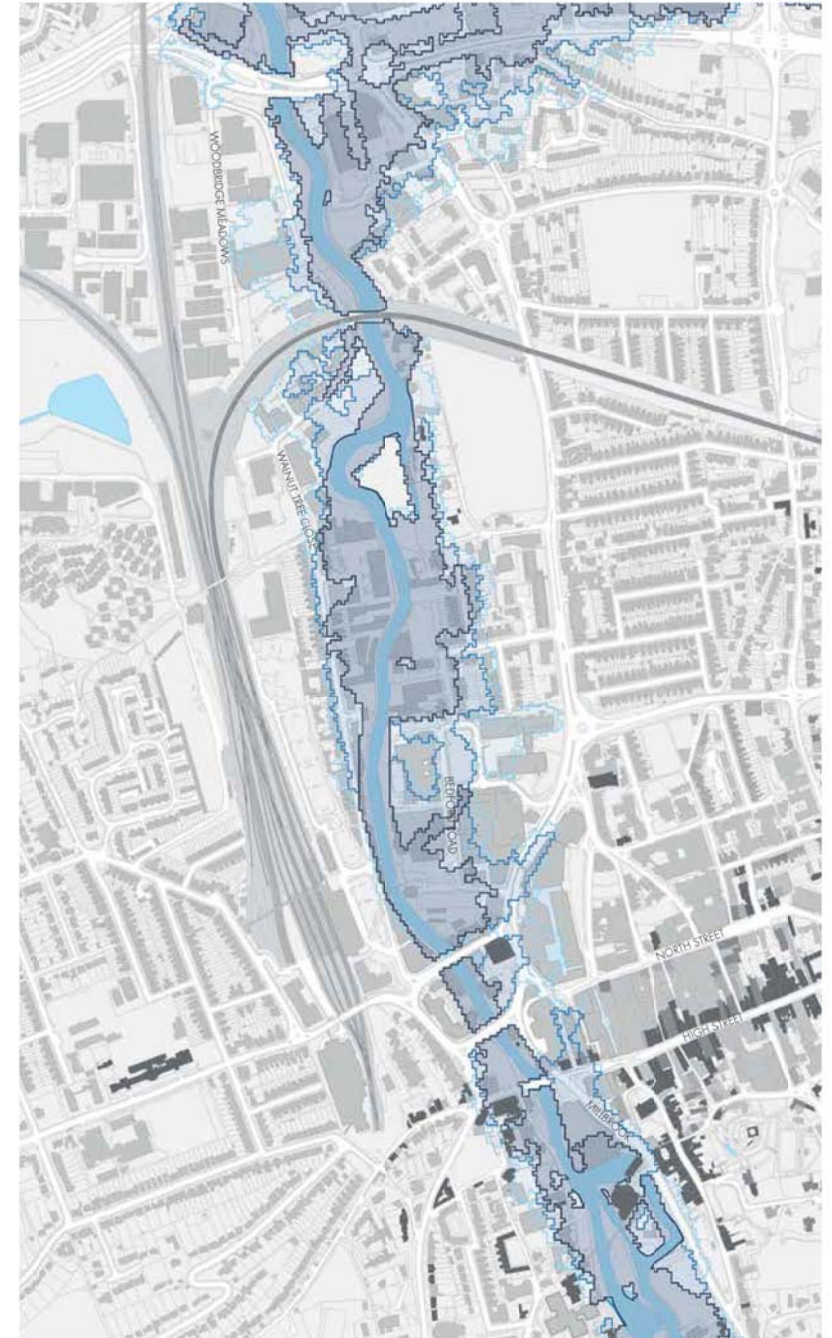 WOODBRIDGE MEADOWS
WALNUT TREE CLOSE
BEDFORD ROAD
NORTH STREET
HIGH STREET
MILLBROOK